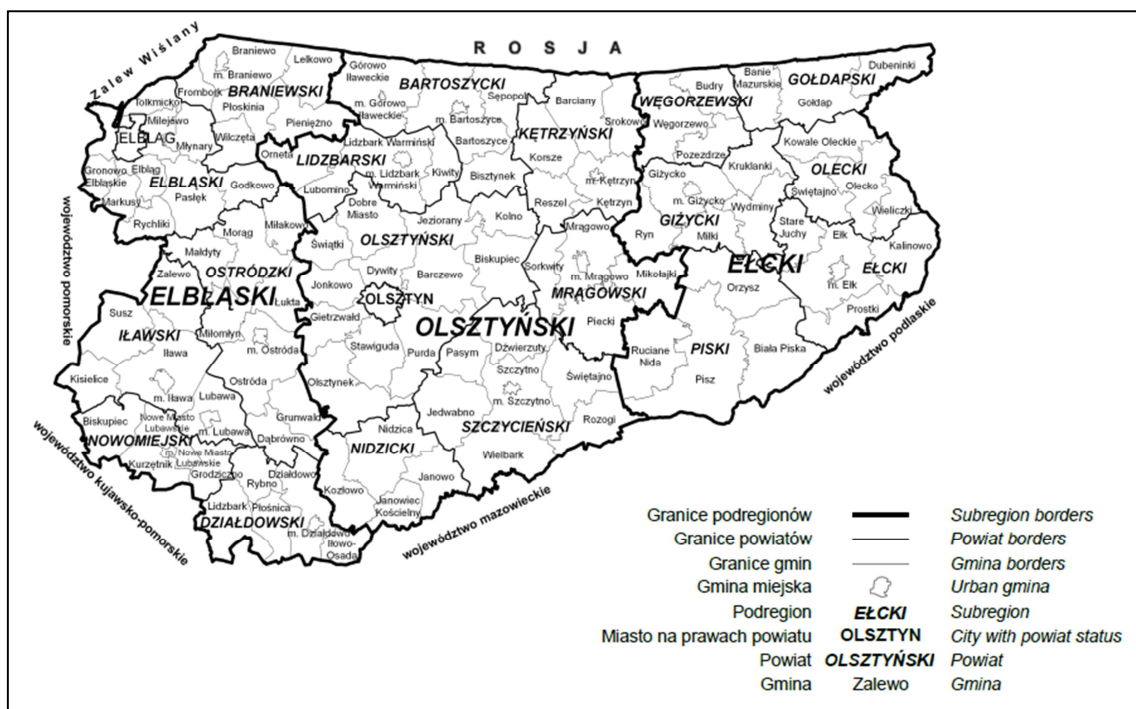 R O S J A
Zalew Wiślany
Braniewo
Lelkowo
m. Braniewo
Frombork
BRANIEWSKI
Płoskinia
Pieniężno
Wilczęta
Tolkmicko
Milejewo
ELBLĄG
Młynary
Gronowo
Elbląskie
Elbląg
ELBLĄSKI
Godkowo
Markusy
Pasłęk
Rychliki
Górowo
Iławeckie
BARTOSZYCKI
m. Górowo
Iławeckie
Sępopol
m. Bartoszyce
Bartoszyce
Bisztynek
Barciany
Srokowo
KĘTRZYŃSKI
Korsze
m. Kętrzyn
Reszel
Kętrzyn
Budry
WĘGORZEWSKI
Węgorzewo
Pozezdrze
Banie
Mazurskie
GOŁDAPSKI
Dubeninki
Gołdap
Kowale Oleckie
OLECKI
Świętajno
Olecko
Wieliczki
Orneta
Lidzbark Warmiński
LIDZBARSKI
m. Lidzbark
Warmiński
Kiwity
Lubomino
Giżycko
Kruklanki
m. Giżycko
Wydminy
GIŻYCKI
Ryn
Miłki
Stare
Juchy
Ełk
Kalinowo
EŁCKI
EŁCKI
m. Ełk
Prostki
Dobre
Miasto
Jeziorany
Kolno
Świątki
OLSZTYŃSKI
Biskupiec
Dywity
Barczewo
Jonkowo
OLSZTYN
Gietrzwałd
OLSZTYŃSKI
Stawiguda
Purda
Olsztynek
Mrągowo
Sorkwity
m. Mrągowo
Mikołajki
MRĄGOWSKI
Piecki
Orzysz
PISKI
Biała Piska
Ruciane
Nida
Pisz
Morąg
Miłakowo
Małdyty
OSTRÓDZKI
Zalewo
ELBLĄSKI
Łukta
Susz
IŁAWSKI
Miłomłyn
m. Ostróda
Iława
Kisielice
m. Iława
Ostróda
Lubawa
m. Lubawa
Grunwald
Dąbrówno
Biskupiec
Nowe Miasto
Lubawskie
NOWOMIEJSKI
m. Nowe Miasto
Lubawskie
Kurzętnik
Grodziczno
Rybno
Działdowo
Lidzbark
Płośnica
DZIAŁDOWSKI
m. Działdowo
Iłowo-
Osada
Pasym
Dźwierzuty
Szczytno
Świętajno
m. Szczytno
Jedwabno
SZCZYCIEŃSKI
Rozogi
Wielbark
Nidzica
NIDZICKI
Janowo
Kozłowo
Janowiec
Kościelny
województwo pomorskie
województwo kujawsko-pomorskie
województwo mazowieckie
województwo podlaskie
Granice podregionów Subregion borders
Granice powiatów Powiat borders
Granice gmin Gmina borders
Gmina miejska Urban gmina
Podregion EŁCKI Subregion
Miasto na prawach powiatu OLSZTYN City with powiat status
Powiat OLSZTYŃSKI Powiat
Gmina Zalewo Gmina